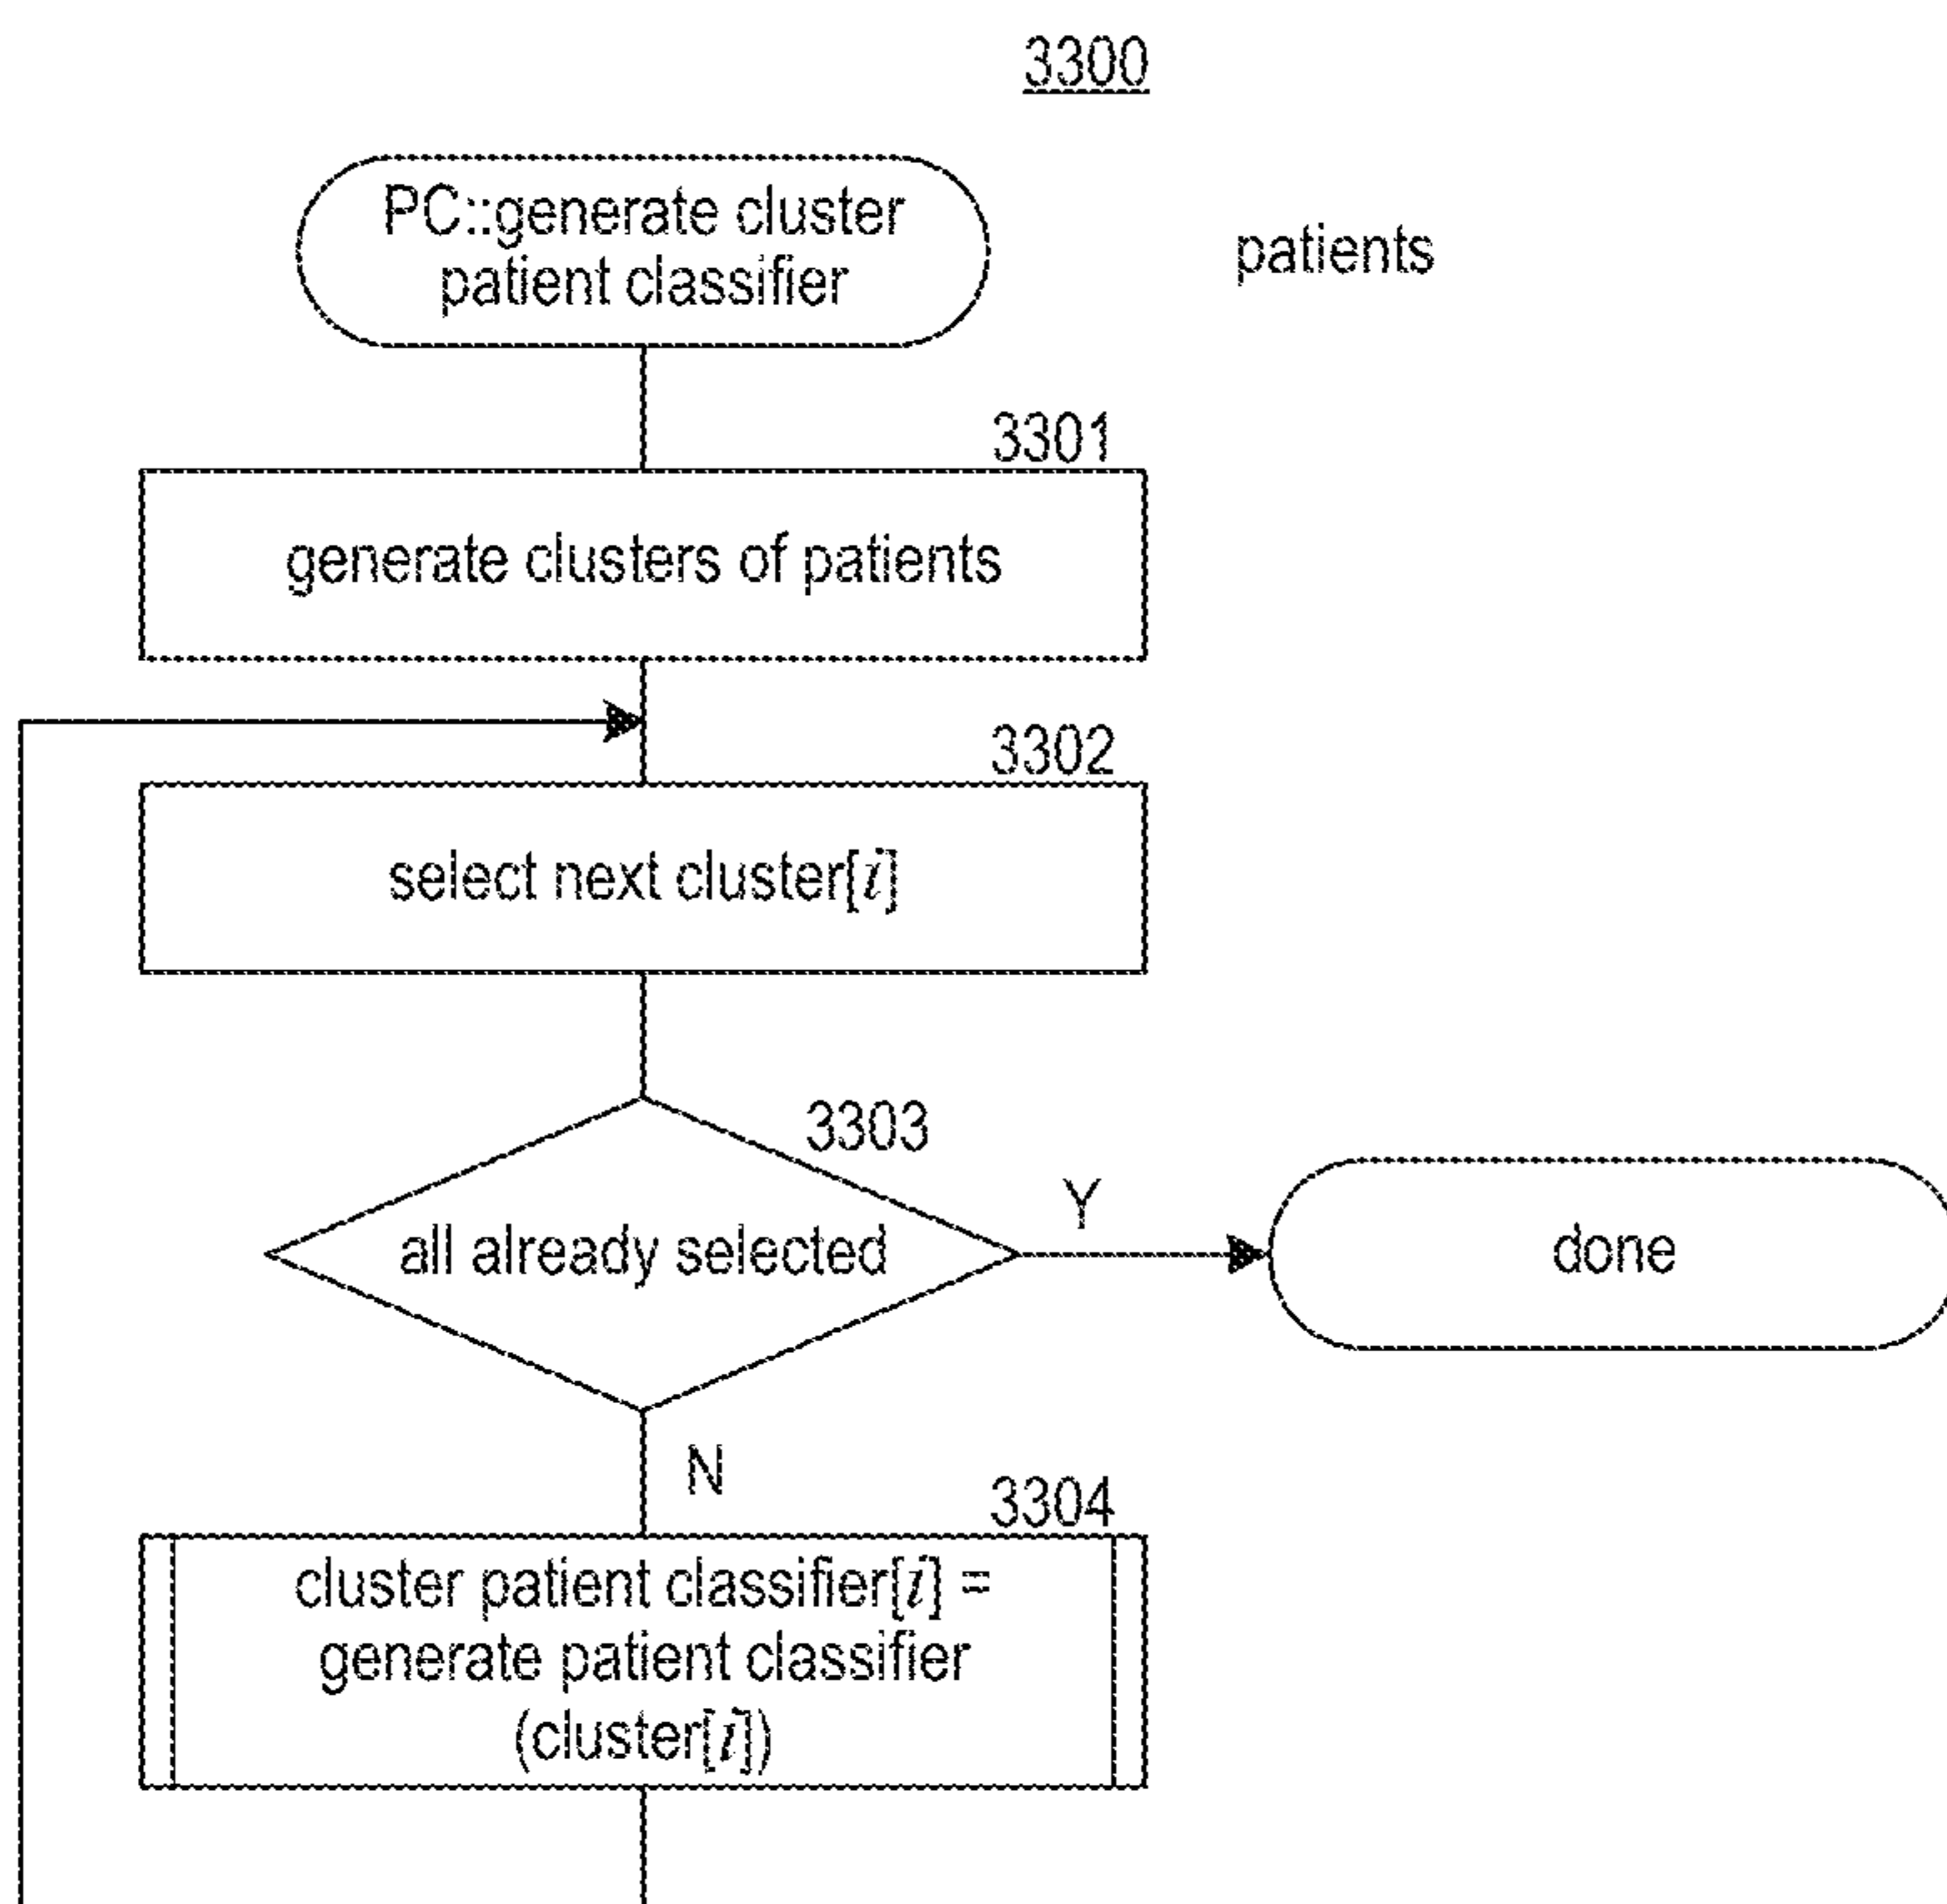 3300
PC::generate cluster
patient classifier
patients
3301
generate clusters of patients
3302
select next cluster[i]
3303
all already selected
Y
done
N
3304
cluster patient classifier[i] =
generate patient classifier
(cluster[i])